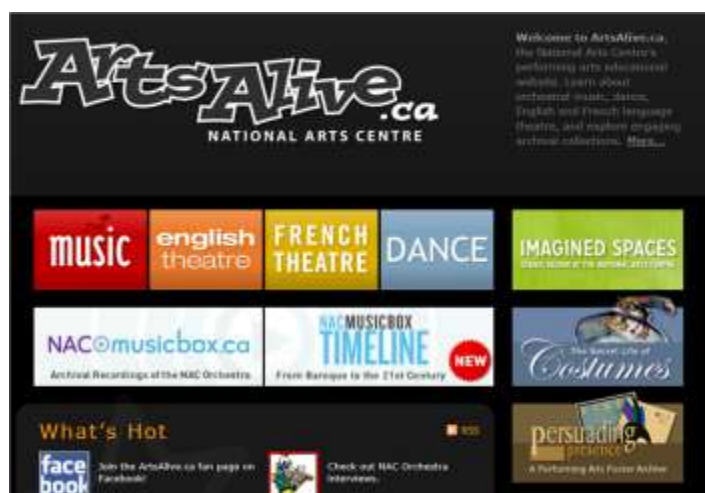 ArtsAlive.ca
NATIONAL ARTS CENTRE
Welcome to ArtsAlive.ca,
the National Arts Centre's
performing arts educational
website. Learn about
orchestral music, dance,
English and French language
theatre, and explore engaging
archival collections. More...
music
english
theatre
FRENCH
THEATRE
DANCE
IMAGINED SPACES
NACmusicbox.ca
Archival Recordings of the NAC Orchestra
NACMUSICBOX
TIMELINE
From Baroque to the 21st Century
NEW
The Secret Life of
Costumes
What's Hot
RSS
persuading
presence
A Performing Arts Poster Archive
face
book
Join the ArtsAlive.ca fan page on
Facebook!
Check out NAC Orchestra
interviews.